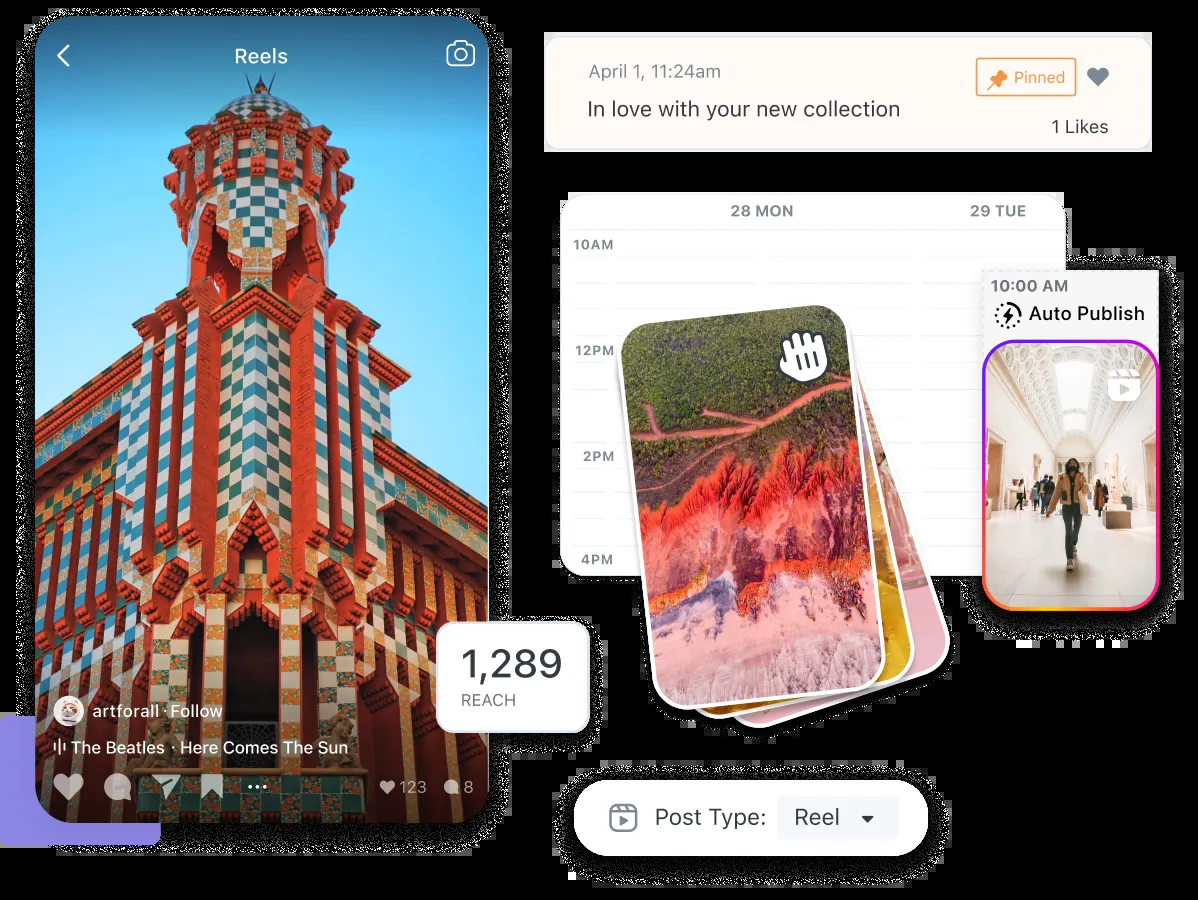 Reels
artforall · Follow
The Beatles · Here Comes The Sun
123
8
1,289
REACH
April 1, 11:24am
Pinned
In love with your new collection
1 Likes
28 MON
29 TUE
10AM
12PM
2PM
4PM
10:00 AM
Auto Publish
Post Type:
Reel